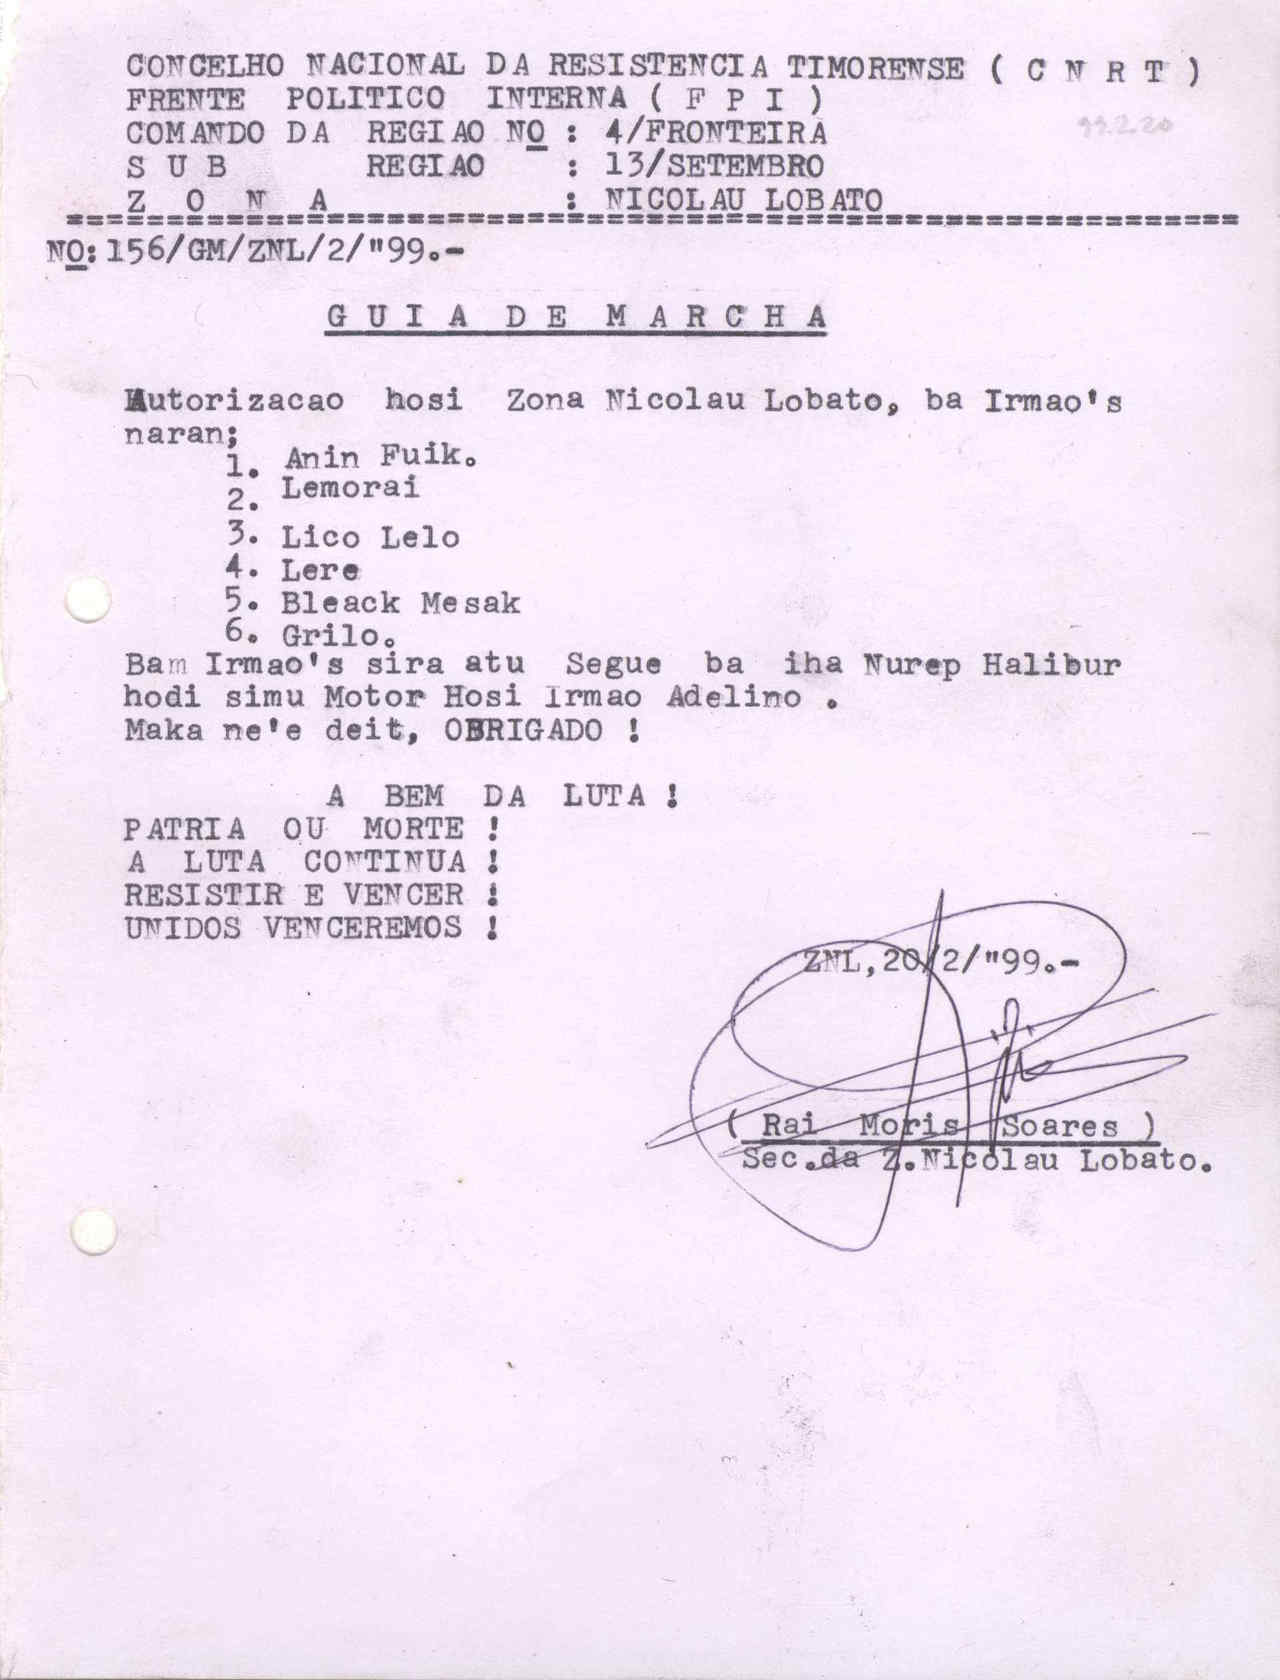 CONCELHO NACIONAL DA RESISTENCIA TIMORENSE ( C N R T )
FRENTE POLITICO INTERNA ( F P I )
COMANDO DA REGIAO NO : 4/FRONTEIRA
99.2.20
S U B REGIAO : 13/SETEMBRO
Z O N A : NICOLAU LOBATO
NO: 156/GM/ZNL/2/"99.-
G U I A D E M A R C H A
Autorizacao hosi Zona Nicolau Lobato, ba Irmao's
naran;
1. Anin Fuik.
2. Lemorai
3. Lico Lelo
4. Lere
5. Bleack Mesak
6. Grilo.
Bam Irmao's sira atu Segue ba iha Nurep Halibur
hodi simu Motor Hosi Irmao Adelino .
Maka ne'e deit, OBRIGADO !
A BEM DA LUTA !
PATRIA OU MORTE !
A LUTA CONTINUA !
RESISTIR E VENCER !
UNIDOS VENCEREMOS !
ZNL, 20/2/"99.-
( Rai Moris Soares )
Sec.da Z.Nicolau Lobato.